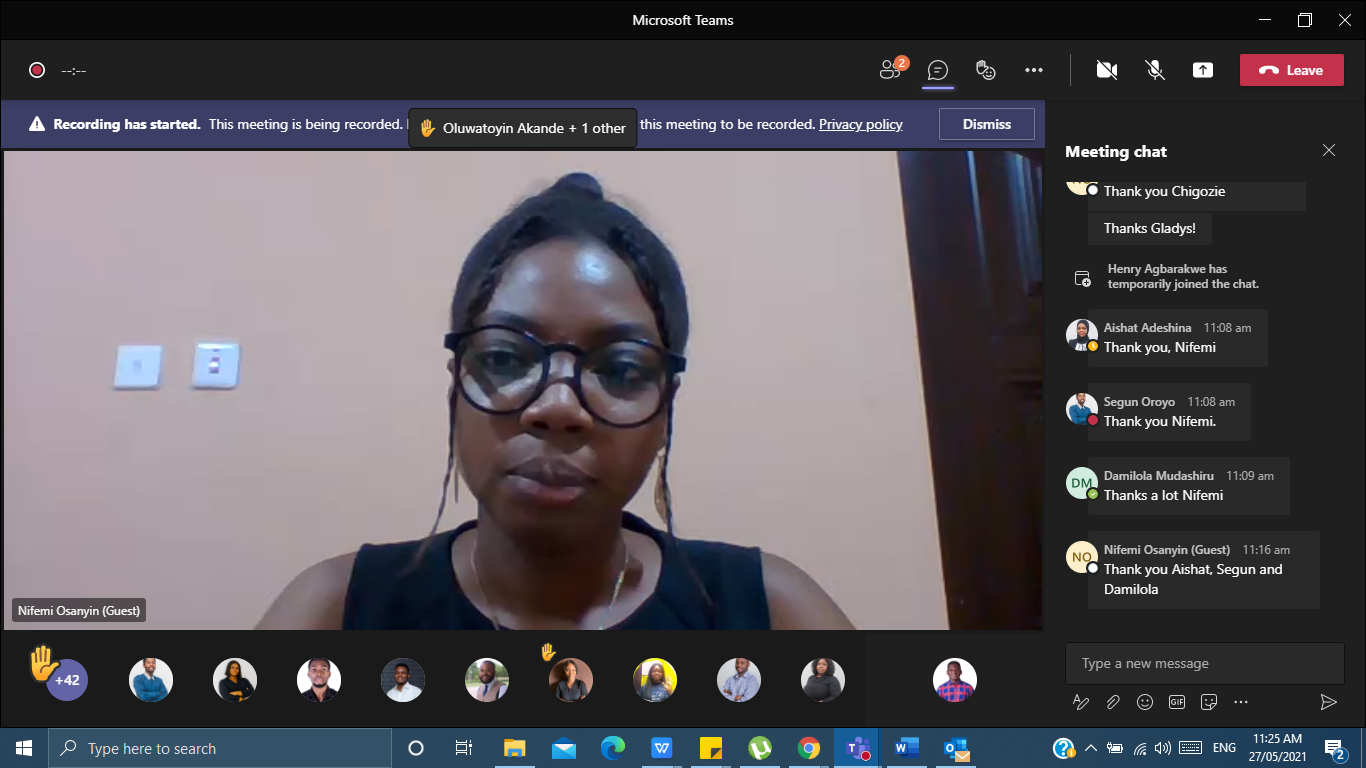 Microsoft Teams
--:--
2
Leave
Recording has started. This meeting is being recorded.
Oluwatoyin Akande + 1 other
this meeting to be recorded. Privacy policy
Dismiss
Nifemi Osanyin (Guest)
+42
Meeting chat
Thank you Chigozie
Thanks Gladys!
Henry Agbarakwe has
temporarily joined the chat.
Aishat Adeshina 11:08 am
Thank you, Nifemi
Segun Oroyo 11:08 am
Thank you Nifemi.
DM
Damilola Mudashiru 11:09 am
Thanks a lot Nifemi
NO
Nifemi Osanyin (Guest) 11:16 am
Thank you Aishat, Segun and
Damilola
Type a new message
GIF
Type here to search
ENG
11:25 AM
27/05/2021
2